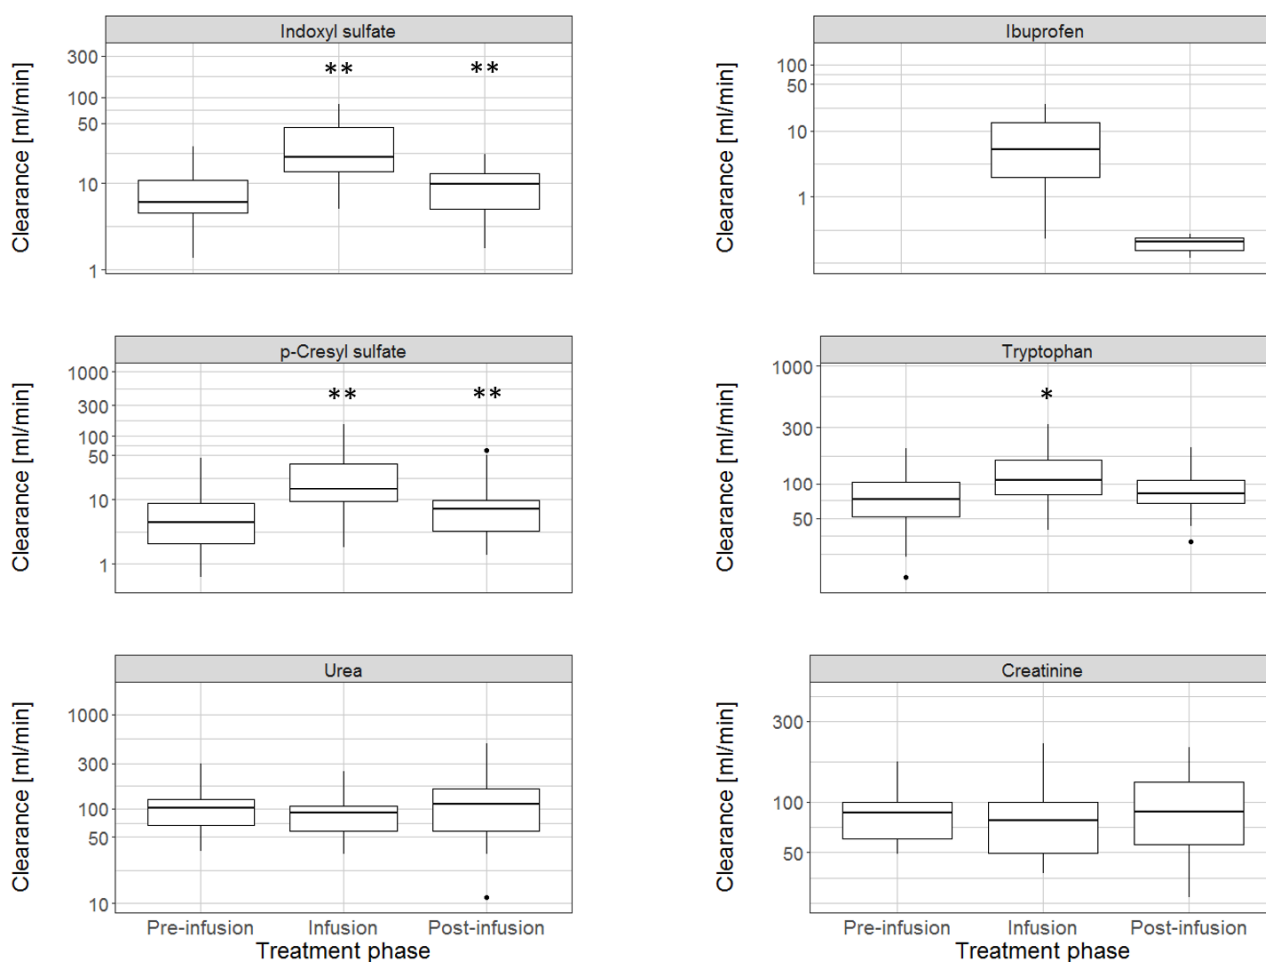 Indoxyl sulfate
Clearance [ml/min]
300
100
50
10
1
**
**
Ibuprofen
Clearance [ml/min]
100
50
10
1
p-Cresyl sulfate
Clearance [ml/min]
1000
300
100
50
10
1
**
**
Tryptophan
Clearance [ml/min]
1000
300
100
50
*
Urea
Clearance [ml/min]
1000
300
100
50
10
Pre-infusion Infusion Post-infusion
Treatment phase
Creatinine
Clearance [ml/min]
300
100
50
Pre-infusion Infusion Post-infusion
Treatment phase